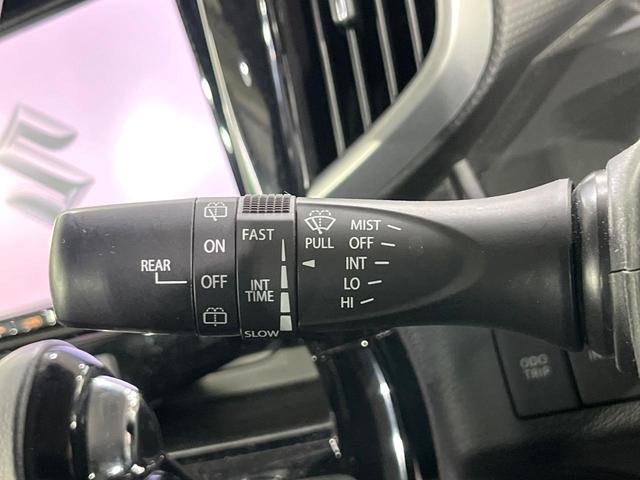 REAR
ON
OFF
FAST
INT
TIME
SLOW
PULL
MIST
OFF
INT
LO
HI
ODO
TRIP